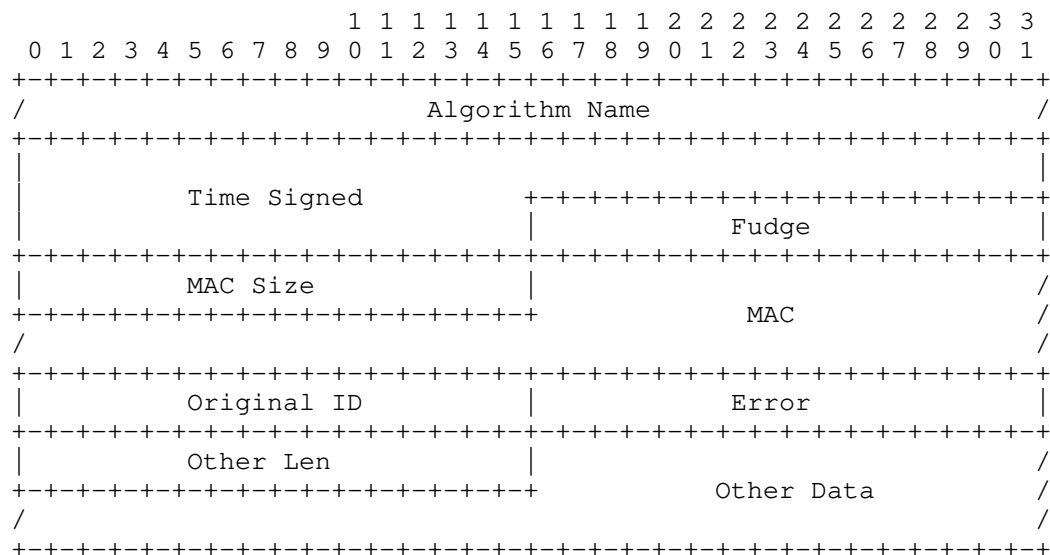 1 1 1 1 1 1 1 1 1 1 2 2 2 2 2 2 2 2 2 2 3 3
 0 1 2 3 4 5 6 7 8 9 0 1 2 3 4 5 6 7 8 9 0 1 2 3 4 5 6 7 8 9 0 1
+-+-+-+-+-+-+-+-+-+-+-+-+-+-+-+-+-+-+-+-+-+-+-+-+-+-+-+-+-+-+-+-+
/                         Algorithm Name                        /
+-+-+-+-+-+-+-+-+-+-+-+-+-+-+-+-+-+-+-+-+-+-+-+-+-+-+-+-+-+-+-+-+
|                                                               |
|          Time Signed          +-+-+-+-+-+-+-+-+-+-+-+-+-+-+-+-+
|                               |            Fudge              |
+-+-+-+-+-+-+-+-+-+-+-+-+-+-+-+-+-+-+-+-+-+-+-+-+-+-+-+-+-+-+-+-+
|          MAC Size             |                               /
+-+-+-+-+-+-+-+-+-+-+-+-+-+-+-+-+             MAC               /
/                                                               /
+-+-+-+-+-+-+-+-+-+-+-+-+-+-+-+-+-+-+-+-+-+-+-+-+-+-+-+-+-+-+-+-+
|          Original ID          |            Error              |
+-+-+-+-+-+-+-+-+-+-+-+-+-+-+-+-+-+-+-+-+-+-+-+-+-+-+-+-+-+-+-+-+
|          Other Len            |                               /
+-+-+-+-+-+-+-+-+-+-+-+-+-+-+-+-+           Other Data          /
/                                                               /
+-+-+-+-+-+-+-+-+-+-+-+-+-+-+-+-+-+-+-+-+-+-+-+-+-+-+-+-+-+-+-+-+